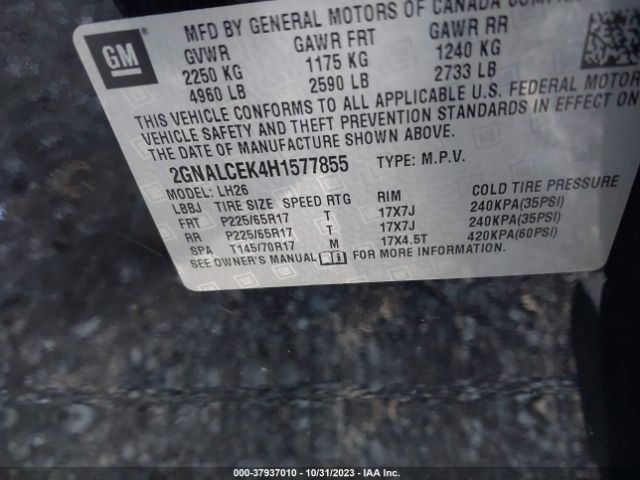 GM
MFD BY GENERAL MOTORS OF CANADA
GVWR GAWR FRT GAWR RR
2250 KG 1175 KG 1240 KG
4960 LB 2590 LB 2733 LB
THIS VEHICLE CONFORMS TO ALL APPLICABLE U.S. FEDERAL MOTOR
VEHICLE SAFETY AND THEFT PREVENTION STANDARDS IN EFFECT ON
THE DATE OF MANUFACTURE SHOWN ABOVE.
2GNALCEK4H1577855 TYPE: M.P.V.
MODEL: LH26
LBBJ TIRE SIZE SPEED RTG RIM COLD TIRE PRESSURE
FRT P225/65R17 T 17X7J 240KPA(35PSI)
RR P225/65R17 T 17X7J 240KPA(35PSI)
SPA T145/70R17 M 17X4.5T 420KPA(60PSI)
SEE OWNER'S MANUAL FOR MORE INFORMATION.
000-37937010 - 10/31/2023 - IAA Inc.